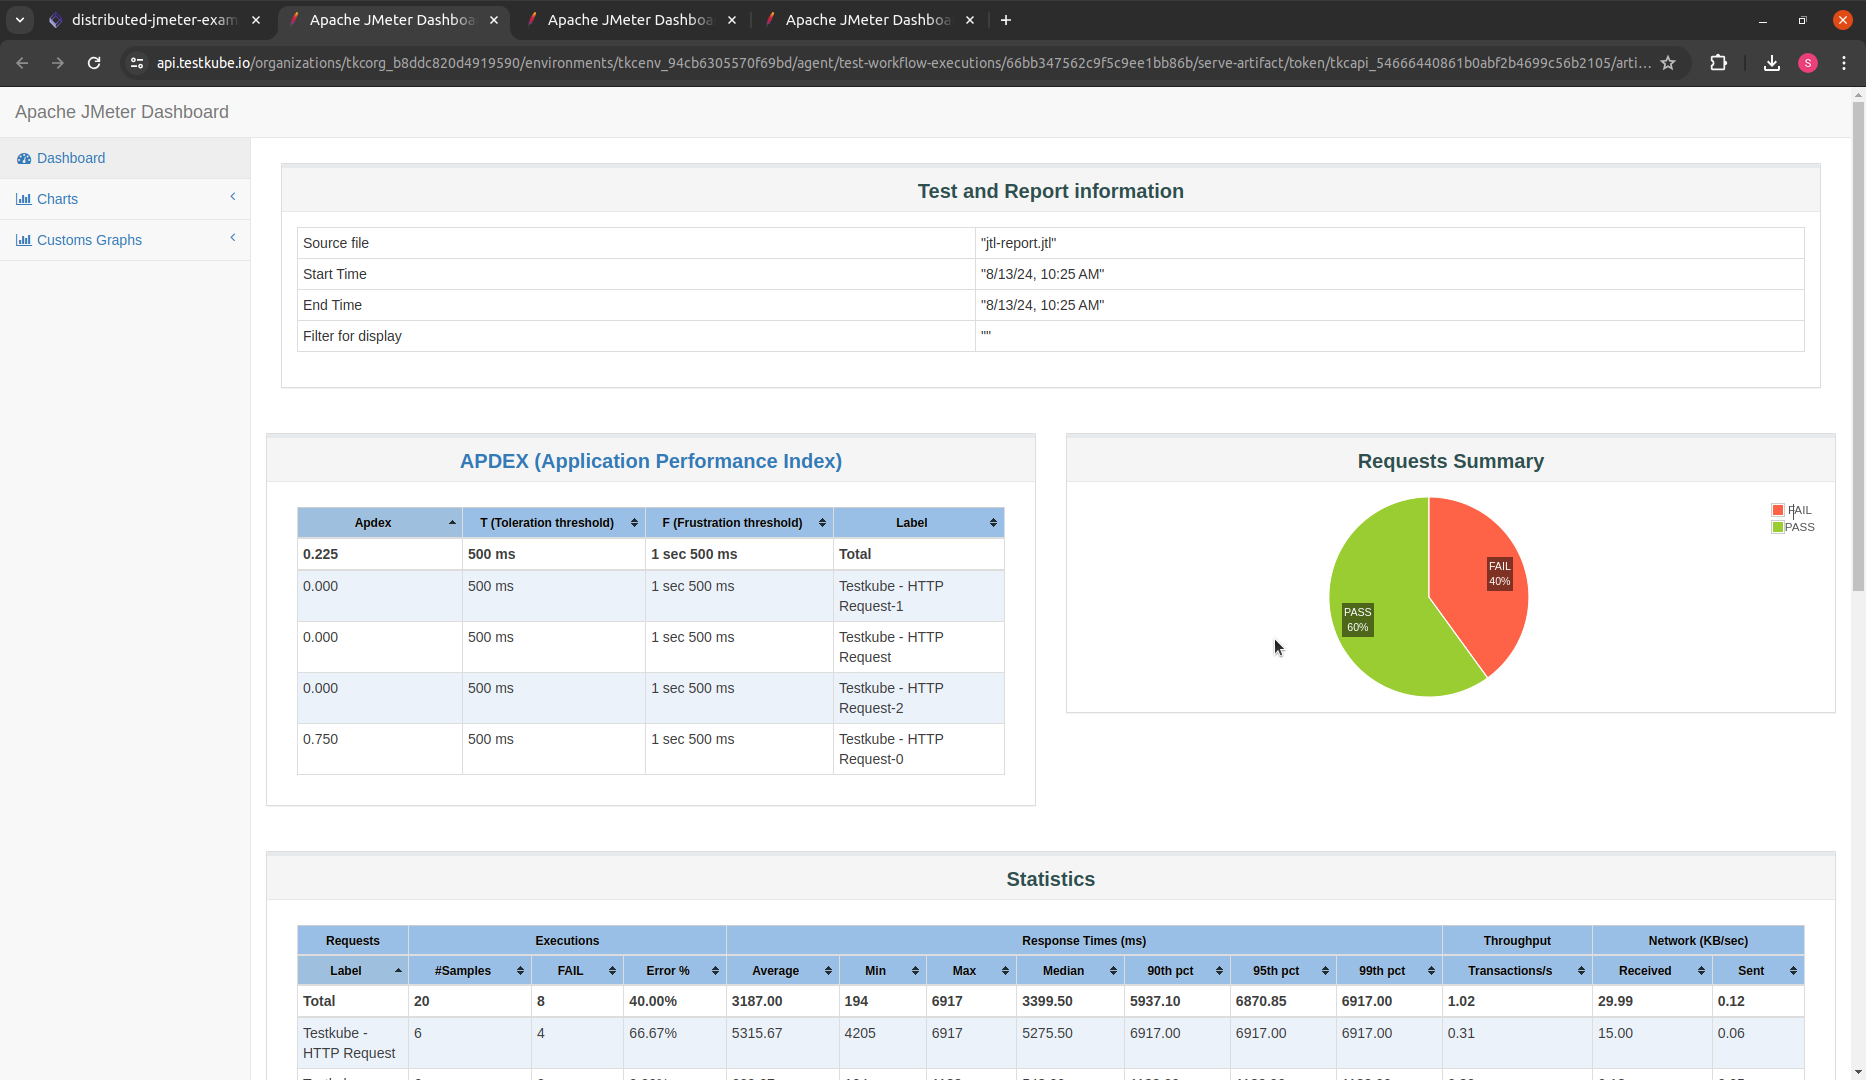 distributed-jmeter-exam
Apache JMeter Dashboa
Apache JMeter Dashboa
Apache JMeter Dashboa
api.testkube.io/organizations/tkcorg_b8ddc820d4919590/environments/tkcenv_94cb6305570f69bd/agent/test-workflow-executions/66bb347562c9f5c9ee1bb86b/serve-artifact/token/tkcapi_54666440861b0abf2b4699c56b2105/arti...
S
Apache JMeter Dashboard
Dashboard
Charts
Customs Graphs
Test and Report information
Source file "jtl-report.jtl"
Start Time "8/13/24, 10:25 AM"
End Time "8/13/24, 10:25 AM"
Filter for display ""
APDEX (Application Performance Index)
Apdex T (Toleration threshold) F (Frustration threshold) Label
0.225 500 ms 1 sec 500 ms Total
0.000 500 ms 1 sec 500 ms Testkube - HTTP
Request-1
0.000 500 ms 1 sec 500 ms Testkube - HTTP
Request
0.000 500 ms 1 sec 500 ms Testkube - HTTP
Request-2
0.750 500 ms 1 sec 500 ms Testkube - HTTP
Request-0
Requests Summary
FAIL
PASS
FAIL
40%
PASS
60%
Statistics
Requests Executions Response Times (ms) Throughput Network (KB/sec)
Label #Samples FAIL Error % Average Min Max Median 90th pct 95th pct 99th pct Transactions/s Received Sent
Total 20 8 40.00% 3187.00 194 6917 3399.50 5937.10 6870.85 6917.00 1.02 29.99 0.12
Testkube - 6 4 66.67% 5315.67 4205 6917 5275.50 6917.00 6917.00 6917.00 0.31 15.00 0.06
HTTP Request